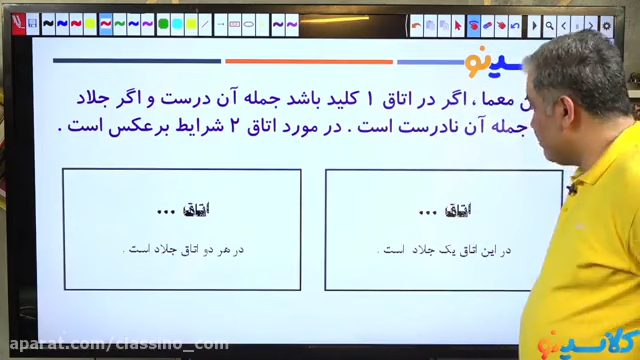 ـیدنو
ن معما ، اگر در اتاق ۱ کلید باشد جمله آن درست و اگر جلاد
جمله آن نادرست است . در مورد اتاق ۲ شرایط برعکس است .
اتاق ...
در این اتاق یک جلاد است .
اتاق ...
در هر دو اتاق جلاد است .
کلاسینو
aparat.com/classino_com